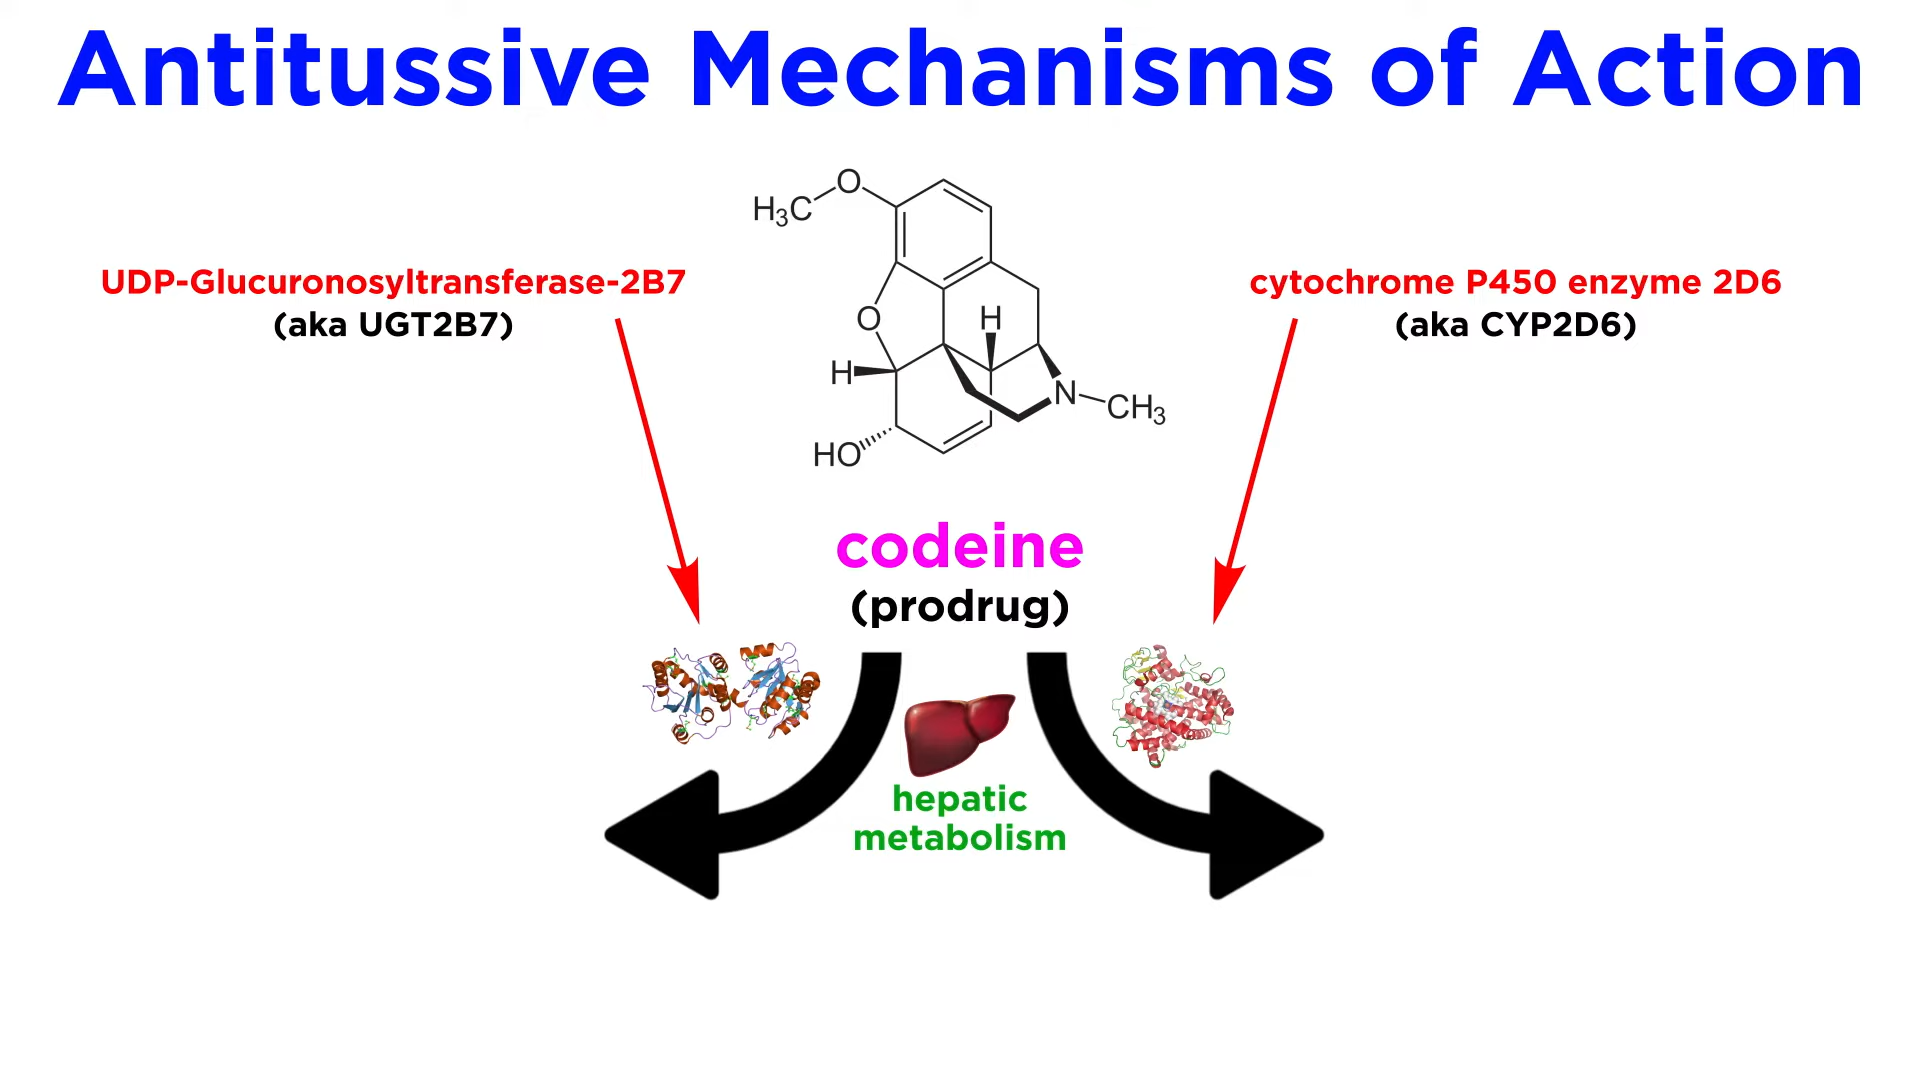 Antitussive Mechanisms of Action
H₃C
O
O
H
H
N
CH₃
HO
UDP-Glucuronosyltransferase-2B7
(aka UGT2B7)
cytochrome P450 enzyme 2D6
(aka CYP2D6)
codeine
(prodrug)
hepatic
metabolism